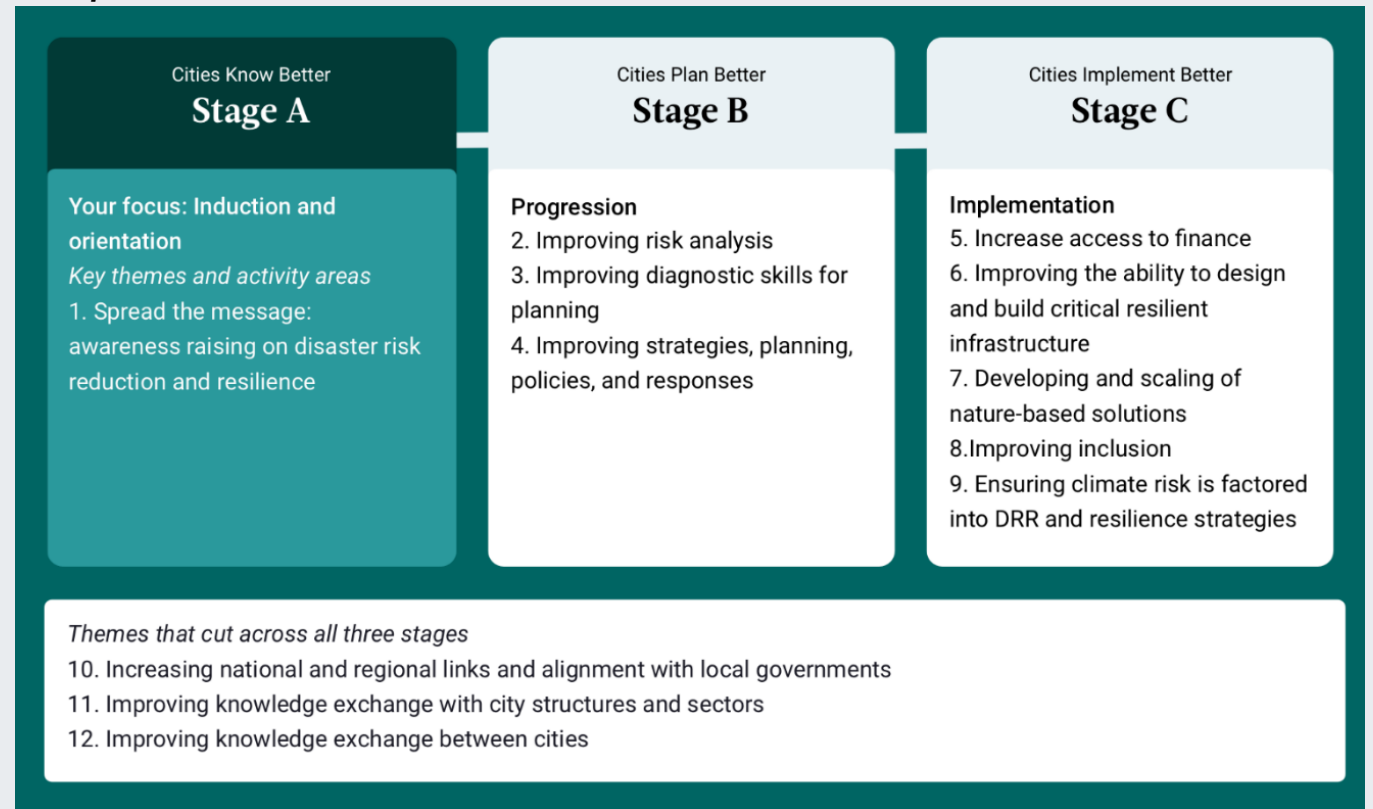 Cities Know Better
Stage A
Your focus: Induction and
orientation
Key themes and activity areas
1. Spread the message:
awareness raising on disaster risk
reduction and resilience
Cities Plan Better
Stage B
Progression
2. Improving risk analysis
3. Improving diagnostic skills for
planning
4. Improving strategies, planning,
policies, and responses
Cities Implement Better
Stage C
Implementation
5. Increase access to finance
6. Improving the ability to design
and build critical resilient
infrastructure
7. Developing and scaling of
nature-based solutions
8.Improving inclusion
9. Ensuring climate risk is factored
into DRR and resilience strategies
Themes that cut across all three stages
10. Increasing national and regional links and alignment with local governments
11. Improving knowledge exchange with city structures and sectors
12. Improving knowledge exchange between cities